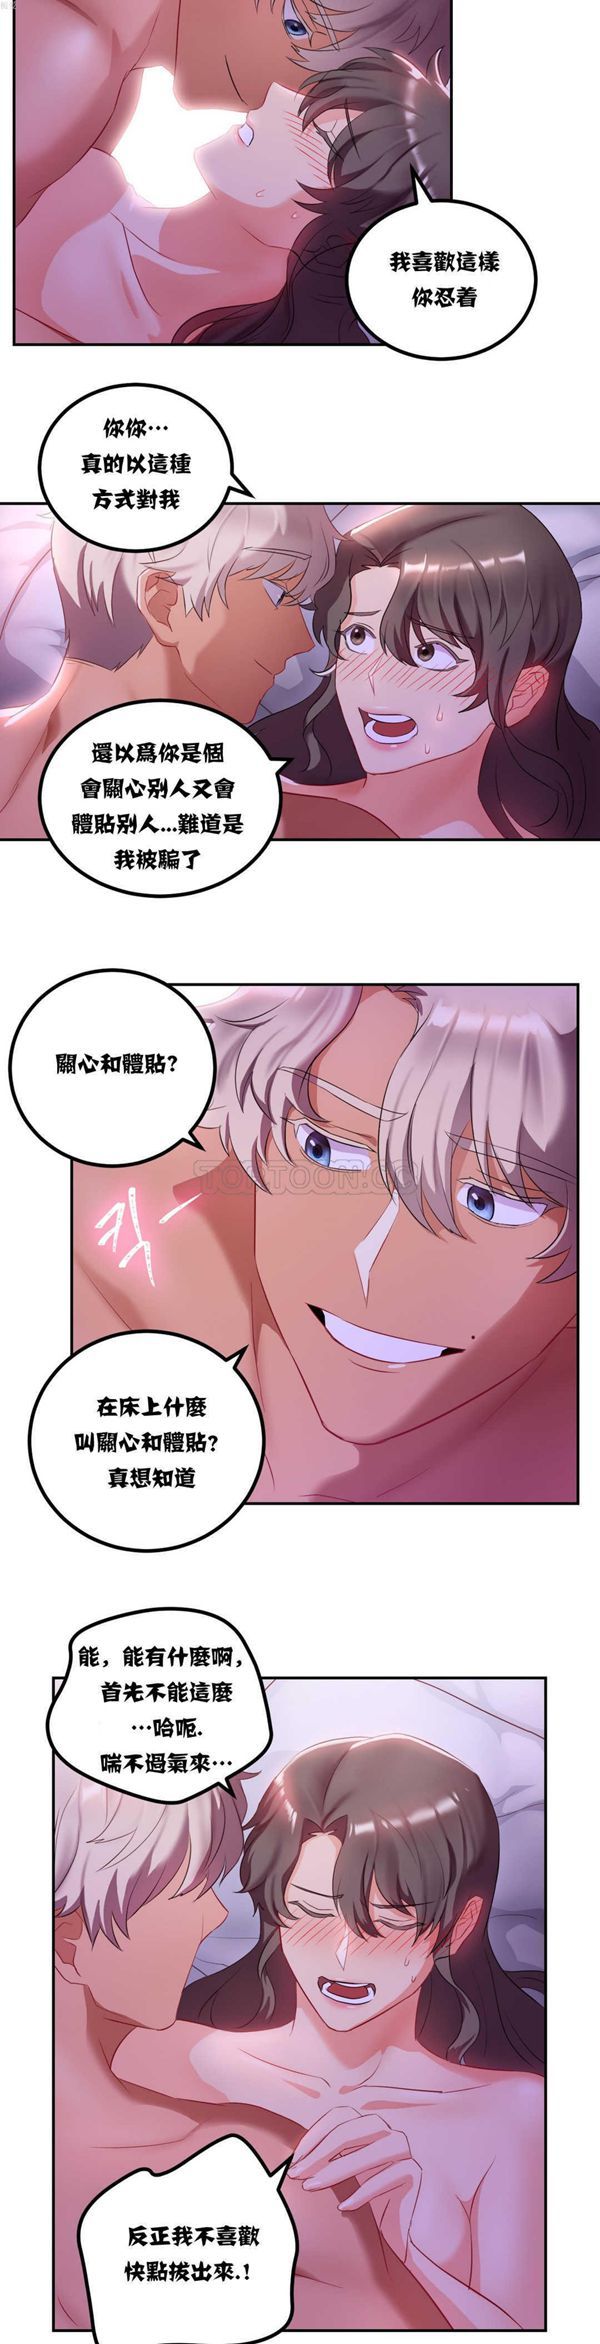 我喜歡這樣
你忍着
你你…
真的以這種
方式對我
還以爲你是個
會關心别人又會
體貼别人...難道是
我被騙了
關心和體貼?
TOPTOON.CC
큭
在床上什麼
叫關心和體貼?
真想知道
能，能有什麼啊，
首先不能這麼
…哈呃.
喘不過氣來…
反正我不喜歡
快點拔出來.!